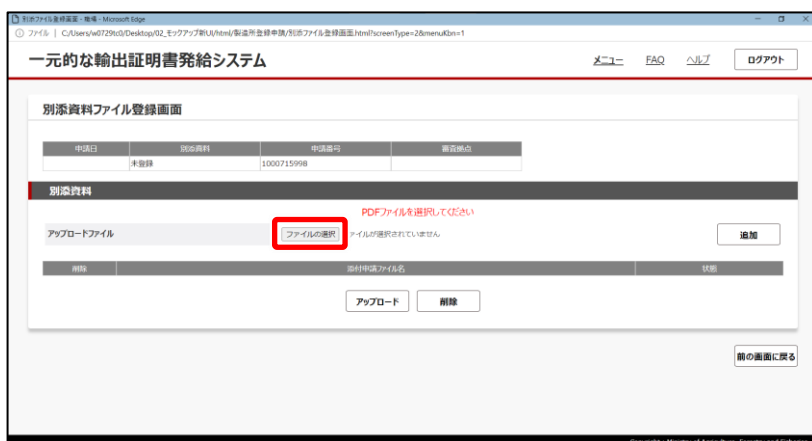 別添ファイル登録画面 - 職場 - Microsoft Edge
ファイル | C:/Users/w0729tc0/Desktop/02_モックアップ新UI/html/製造所登録申請/別添ファイル登録画面.html?screenType=2&menuKbn=1
一元的な輸出証明書発給システム メニュー FAQ ヘルプ ログアウト
別添資料ファイル登録画面
申請日 別添資料 申請番号 審査拠点
未登録 1000715998
別添資料
PDFファイルを選択してください
アップロードファイル ファイルの選択 ァイルが選択されていません 追加
削除 添付申請ファイル名 状態
アップロード 削除
前の画面に戻る